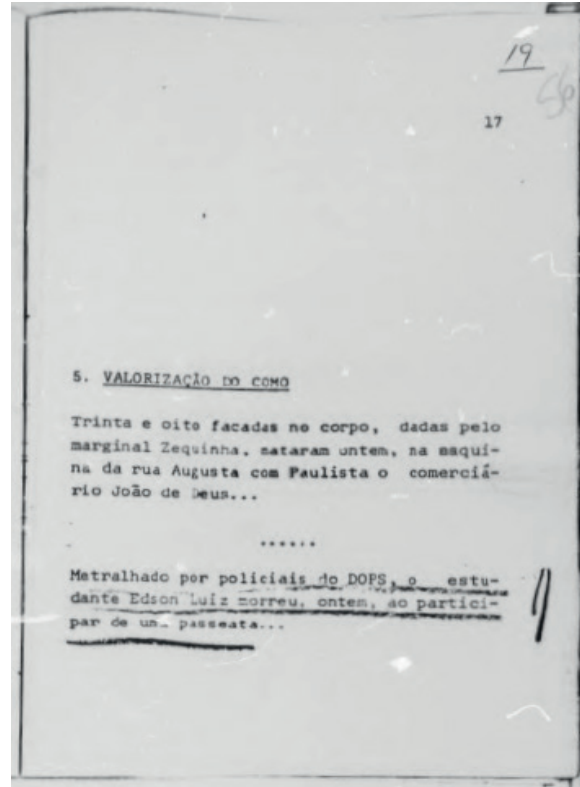 19
56
17
5. VALORIZAÇÃO DO COMO
Trinta e oito facadas no corpo, dadas pelo
marginal Zequinha, mataram ontem, na esqui-
na da rua Augusta com Paulista o comerciá-
rio João de Deus...
......
Metralhado por policiais do DOPS, o estu-
dante Edson Luiz morreu, ontem, ao partici-
par de uma passeata...